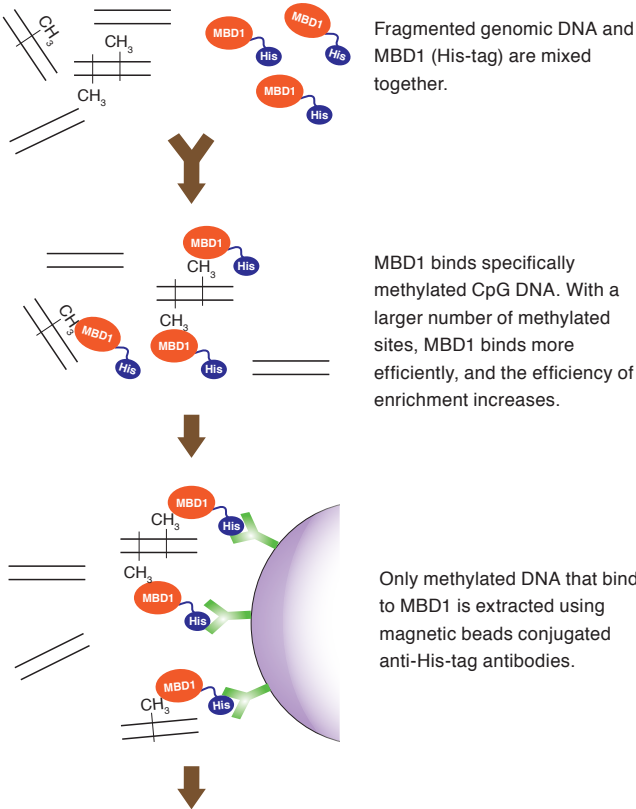 CH3
CH3
CH3
MBD1
His
MBD1
His
MBD1
His
Fragmented genomic DNA and
MBD1 (His-tag) are mixed
together.
MBD1
His
CH3
CH3
CH3
MBD1
His
MBD1
His
MBD1 binds specifically
methylated CpG DNA. With a
larger number of methylated
sites, MBD1 binds more
efficiently, and the efficiency of
enrichment increases.
MBD1
His
CH3
CH3
MBD1
His
MBD1
His
CH3
Only methylated DNA that bind
to MBD1 is extracted using
magnetic beads conjugated
anti-His-tag antibodies.